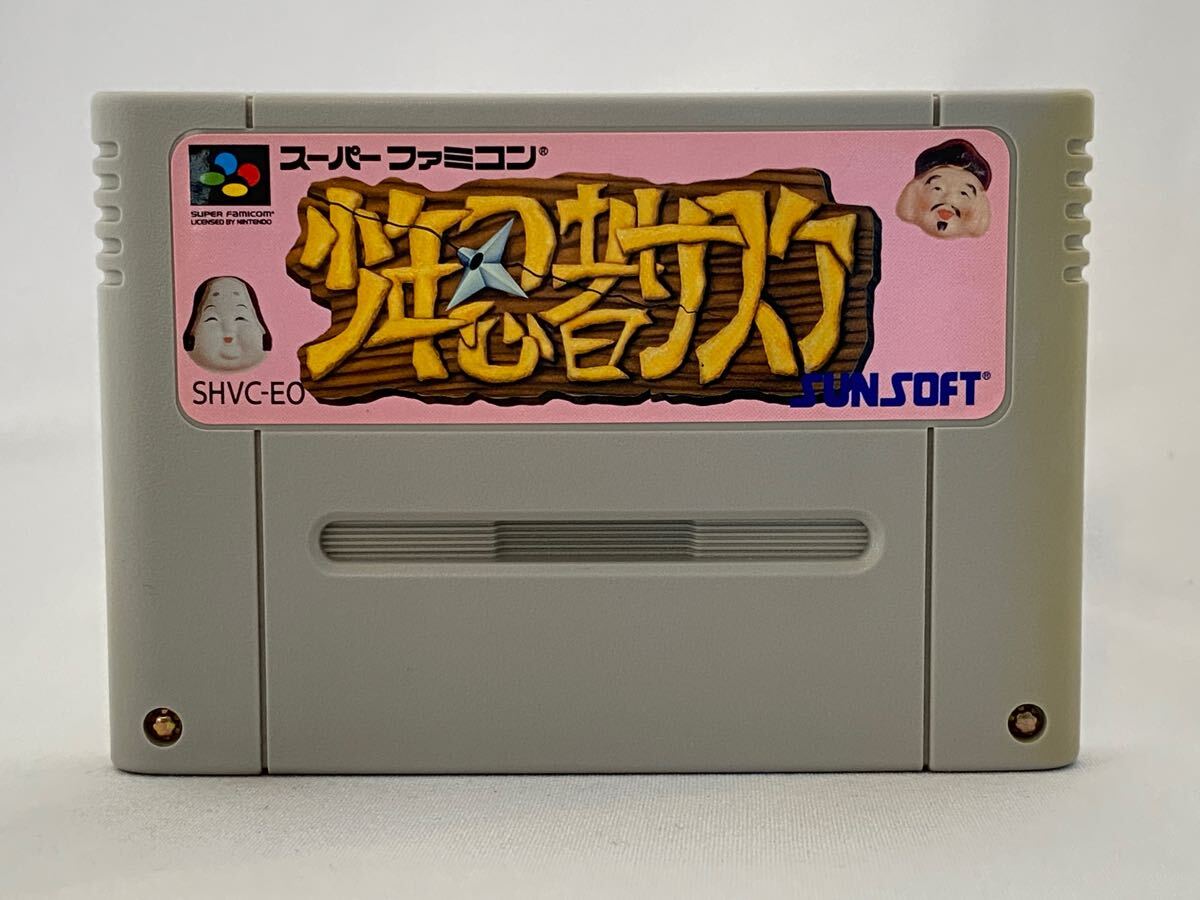 スーパーファミコン®
SUPER FAMICOM®
LICENSED BY NINTENDO
少年忍者サスケ
SHVC-EO
SUNSOFT®